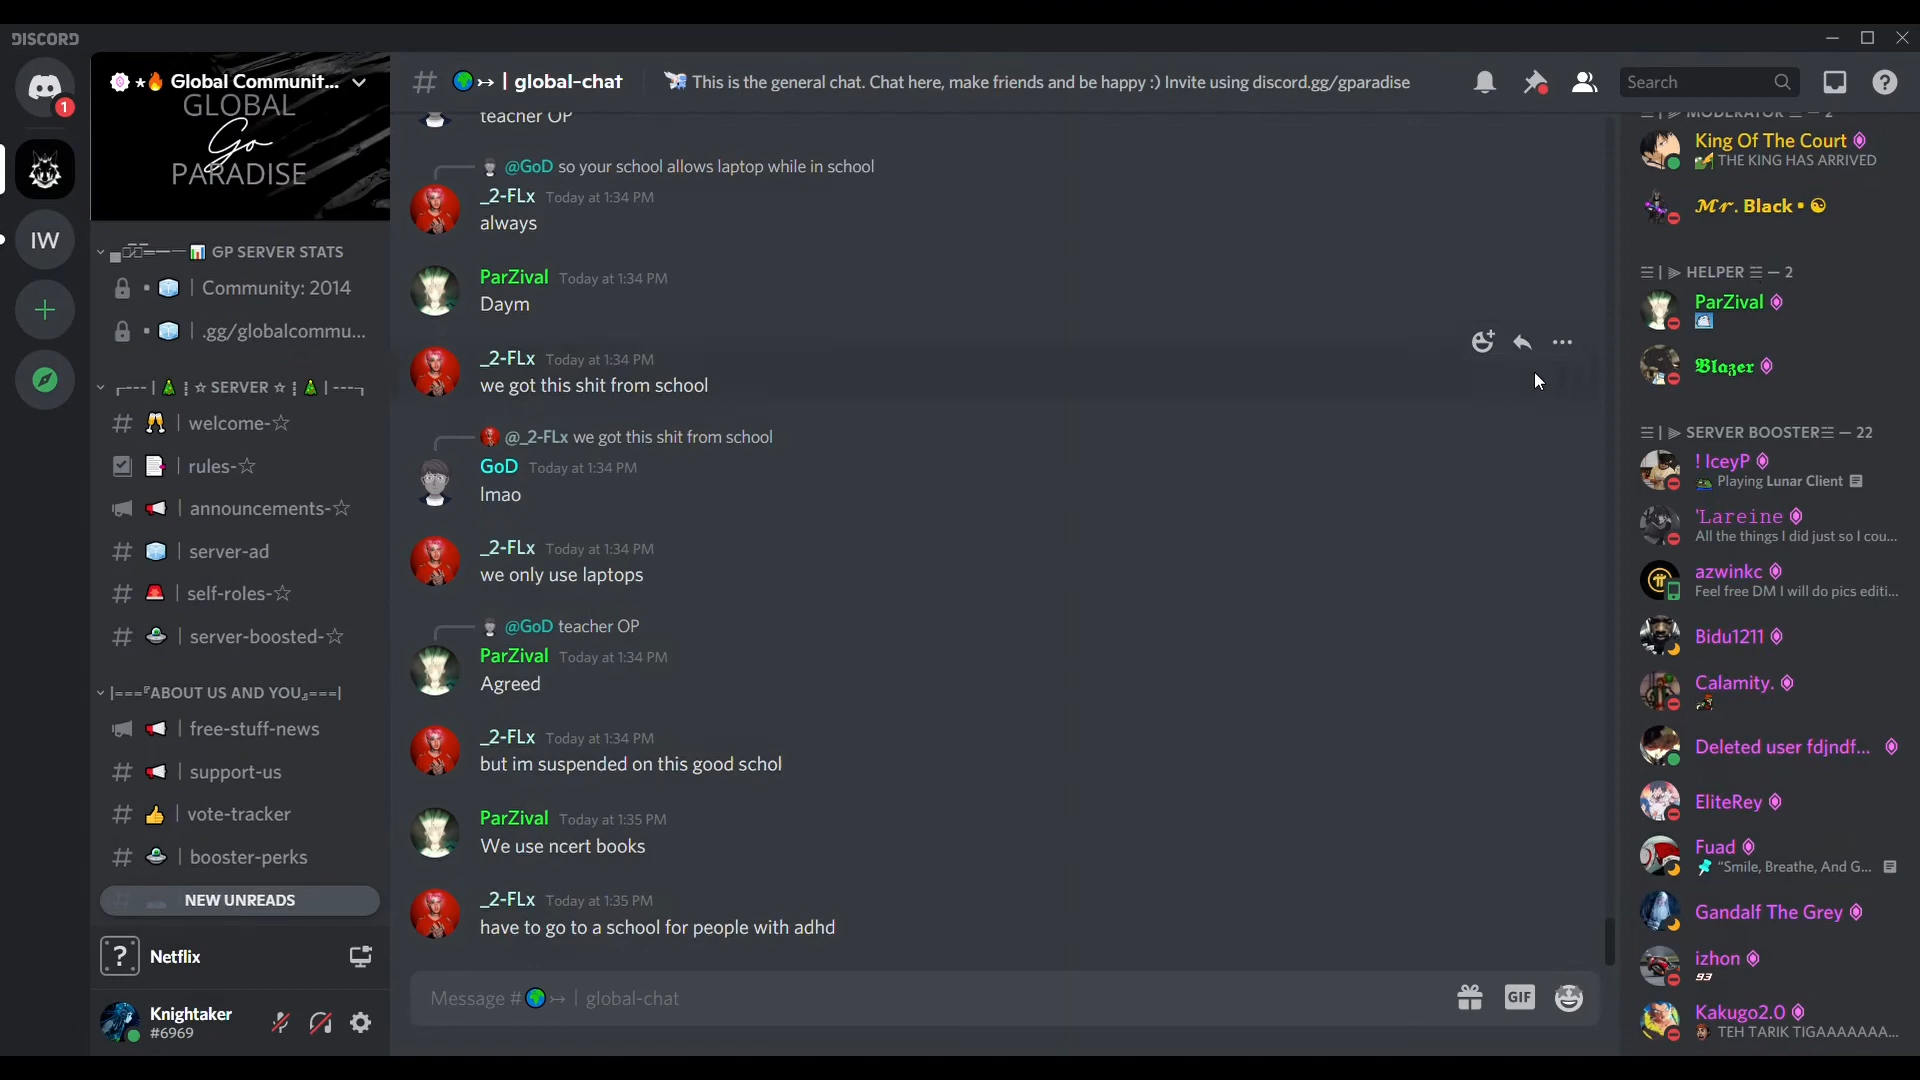 DISCORD
1
IW
Global Communit...
GLOBAL
Go
PARADISE
GP SERVER STATS
Community: 2014
.gg/globalcommu...
SERVER
welcome-☆
rules-☆
announcements-☆
server-ad
self-roles-☆
server-boosted-☆
|===『ABOUT US AND YOU』===|
free-stuff-news
support-us
vote-tracker
booster-perks
NEW UNREADS
? Netflix
Knightaker
#6969
# | global-chat
This is the general chat. Chat here, make friends and be happy :) Invite using discord.gg/gparadise
Search
teacher OP
@GoD so your school allows laptop while in school
_2-FLx Today at 1:34 PM
always
ParZival Today at 1:34 PM
Daym
_2-FLx Today at 1:34 PM
we got this shit from school
@_2-FLx we got this shit from school
GoD Today at 1:34 PM
lmao
_2-FLx Today at 1:34 PM
we only use laptops
@GoD teacher OP
ParZival Today at 1:34 PM
Agreed
_2-FLx Today at 1:34 PM
but im suspended on this good schol
ParZival Today at 1:35 PM
We use ncert books
_2-FLx Today at 1:35 PM
have to go to a school for people with adhd
Message # | global-chat
GIF
MODERATOR ☰ — 2
King Of The Court
THE KING HAS ARRIVED
𝓜𝓻. Black • ☯
HELPER ☰ — 2
ParZival
𝕭𝖑𝖆𝖟𝖊𝖗
SERVER BOOSTER☰ — 22
! IceyP
Playing Lunar Client
'Lareine
All the things I did just so I cou...
azwinkc
Feel free DM I will do pics editi...
Bidu1211
Calamity.
Deleted user fdjndf...
EliteRey
Fuad
"Smile, Breathe, And G...
Gandalf The Grey
izhon
93
Kakugo2.0
TEH TARIK TIGAAAAAAA...